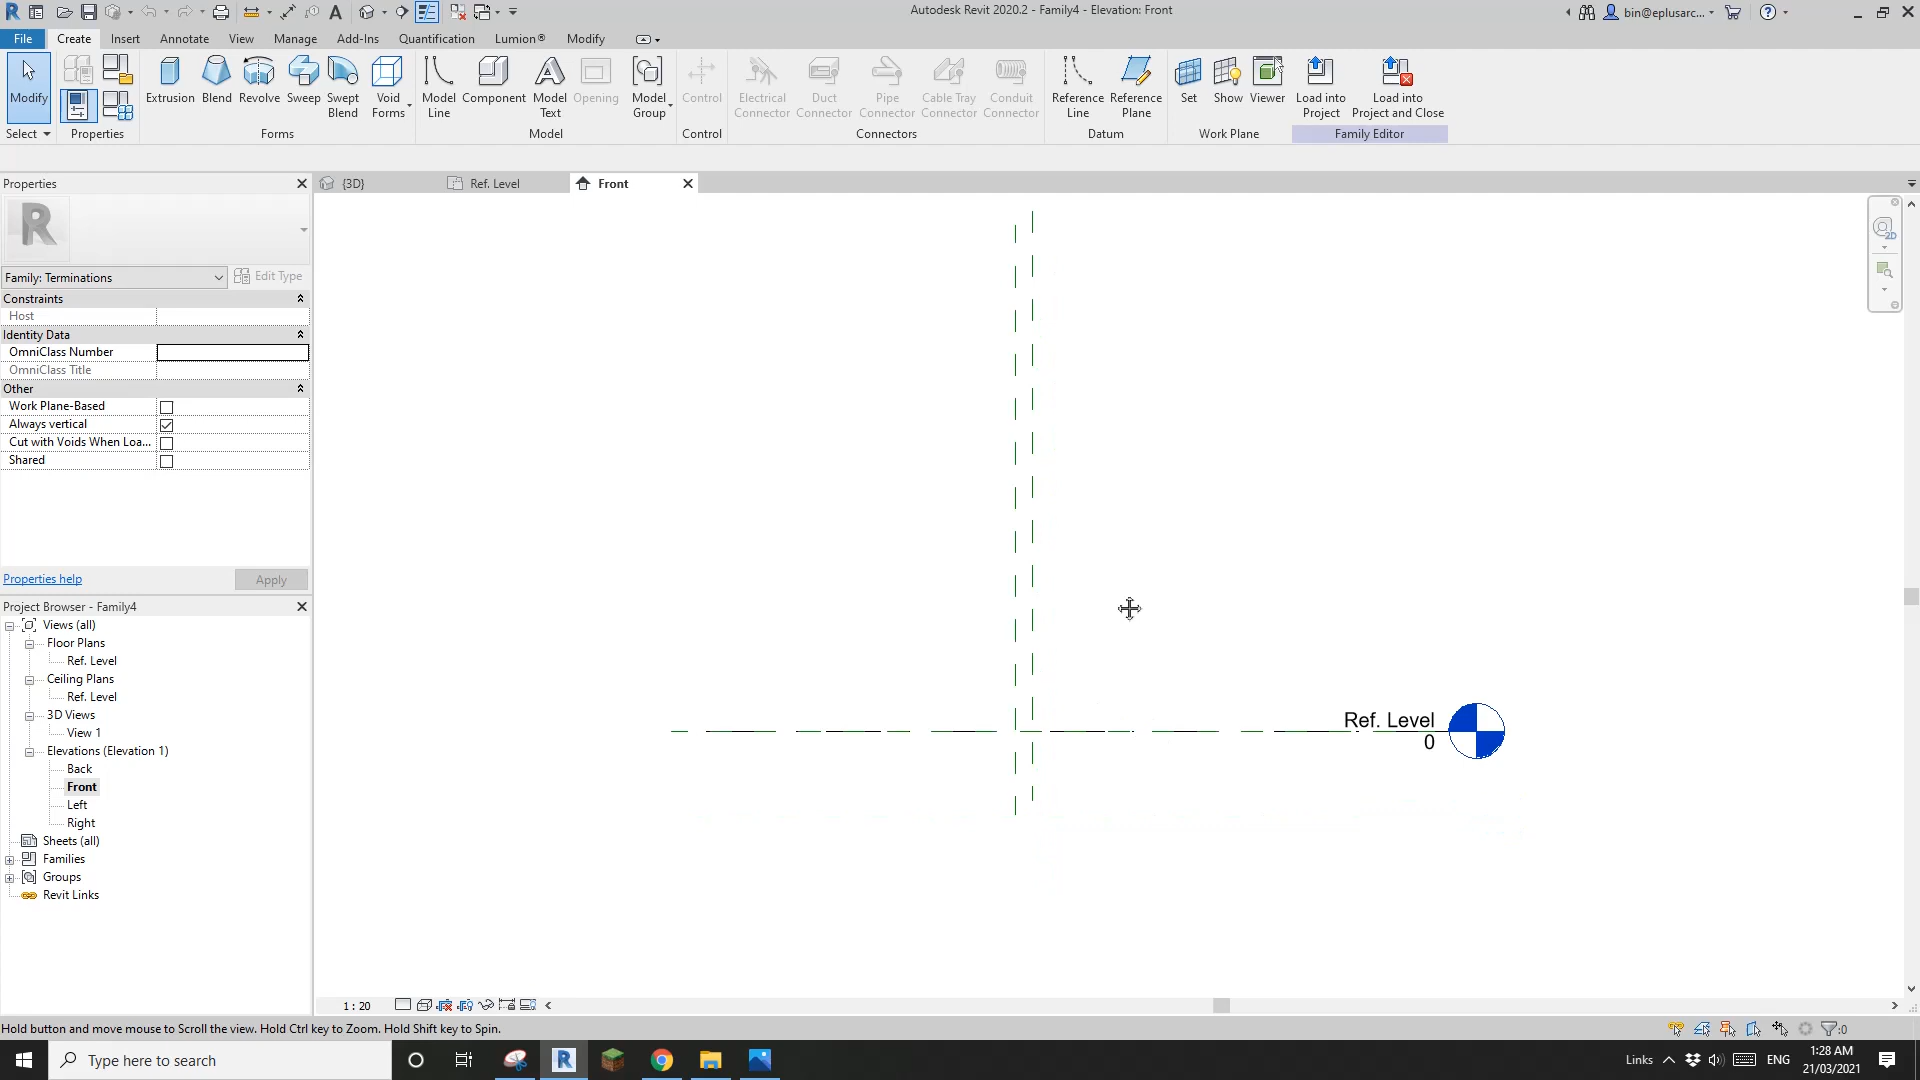 Autodesk Revit 2020.2 - Family4 - Elevation: Front
bin@eplusarc...
File Create Insert Annotate View Manage Add-Ins Quantification Lumion® Modify
Modify
Extrusion Blend Revolve Sweep Swept Blend Void Forms
Model Line Component Model Text Opening Model Group
Control
Electrical Connector Duct Connector Pipe Connector Cable Tray Connector Conduit Connector
Reference Line Reference Plane
Set Show Viewer
Load into Project Load into Project and Close
Select Properties Forms Model Control Connectors Datum Work Plane Family Editor
Properties
{3D} Ref. Level Front
Family: Terminations Edit Type
Constraints
Host
Identity Data
OmniClass Number
OmniClass Title
Other
Work Plane-Based
Always vertical
Cut with Voids When Loa...
Shared
Properties help Apply
Project Browser - Family4
Views (all)
Floor Plans
Ref. Level
Ceiling Plans
Ref. Level
3D Views
View 1
Elevations (Elevation 1)
Back
Front
Left
Right
Sheets (all)
Families
Groups
Revit Links
Ref. Level
0
2D
1 : 20
Hold button and move mouse to Scroll the view. Hold Ctrl key to Zoom. Hold Shift key to Spin.
:0
Type here to search
Links ENG
1:28 AM
21/03/2021